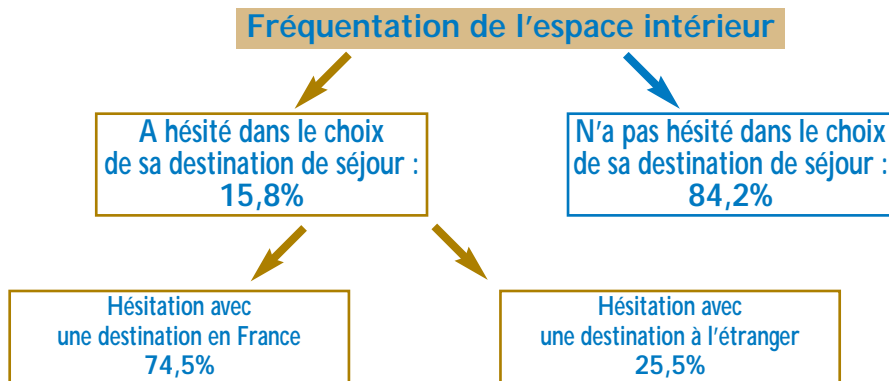 Fréquentation de l'espace intérieur
A hésité dans le choix
de sa destination de séjour :
15,8%
N'a pas hésité dans le choix
de sa destination de séjour :
84,2%
Hésitation avec
une destination en France
74,5%
Hésitation avec
une destination à l'étranger
25,5%